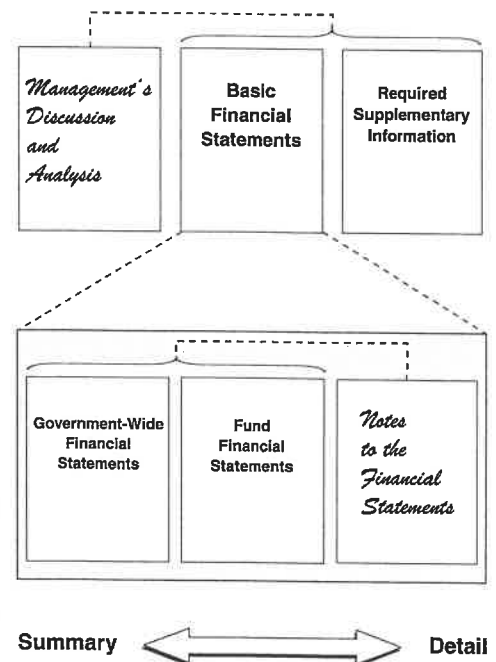 Management's
Discussion
and
Analysis
Basic
Financial
Statements
Required
Supplementary
Information
Government-Wide
Financial
Statements
Fund
Financial
Statements
Notes
to the
Financial
Statements
Summary
Detail